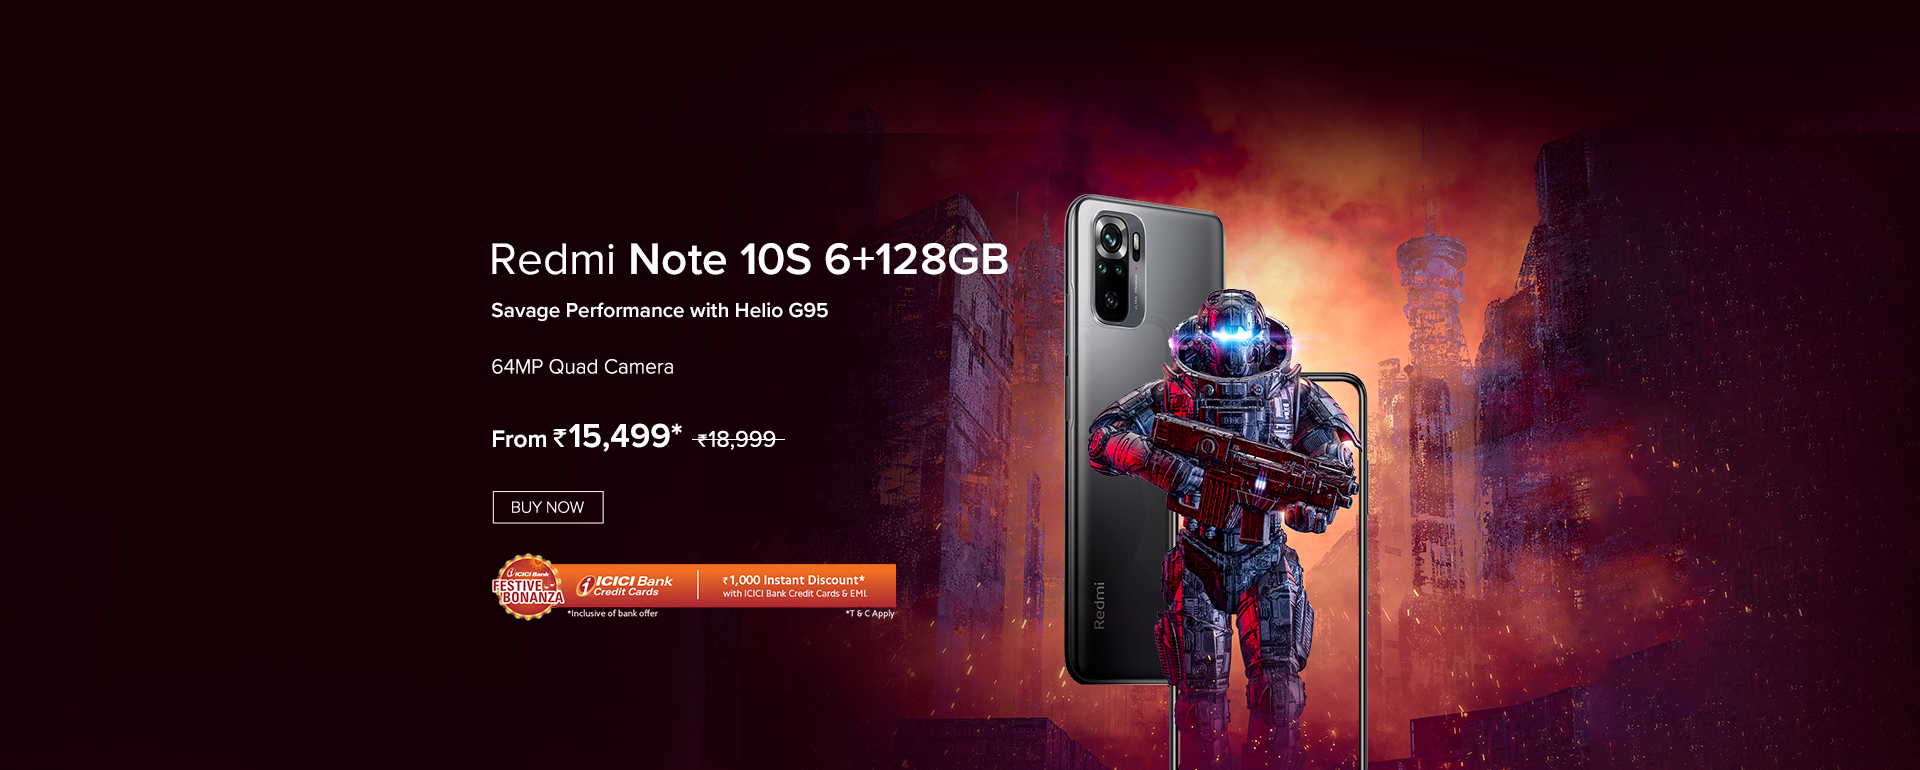 Redmi Note 10S 6+128GB
Savage Performance with Helio G95
64MP Quad Camera
From ₹15,499* ₹18,999
BUY NOW
ICICI Bank
FESTIVE
BONANZA
ICICI Bank
Credit Cards
₹1,000 Instant Discount*
with ICICI Bank Credit Cards & EMI.
*Inclusive of bank offer
*T & C Apply
Redmi